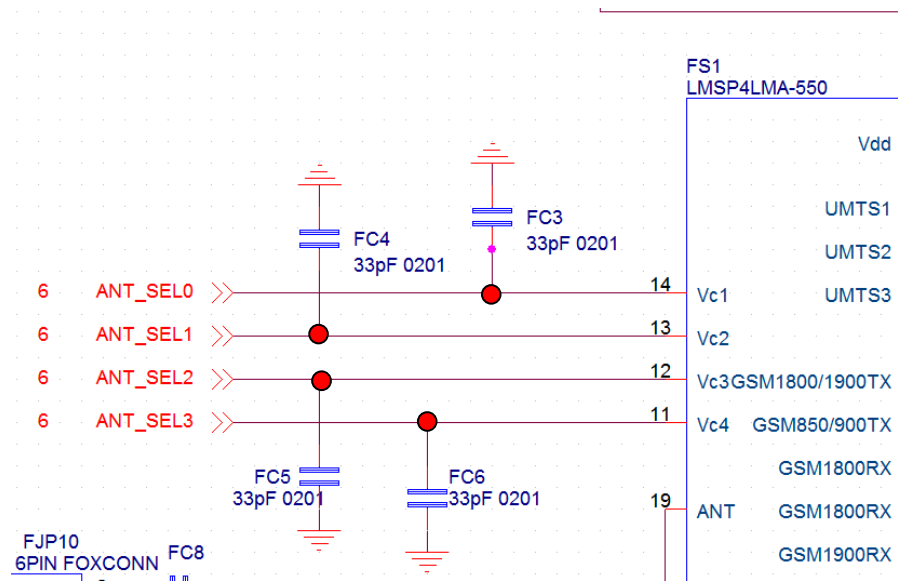 FS1
LMSP4LMA-550
Vdd
UMTS1
FC3
33pF 0201
FC4
33pF 0201
UMTS2
6 ANT_SEL0 14 Vc1 UMTS3
6 ANT_SEL1 13 Vc2
6 ANT_SEL2 12 Vc3 GSM1800/1900TX
6 ANT_SEL3 11 Vc4 GSM850/900TX
FC5
33pF 0201
FC6
33pF 0201
GSM1800RX
19 ANT GSM1800RX
GSM1900RX
FJP10
6PIN FOXCONN
FC8